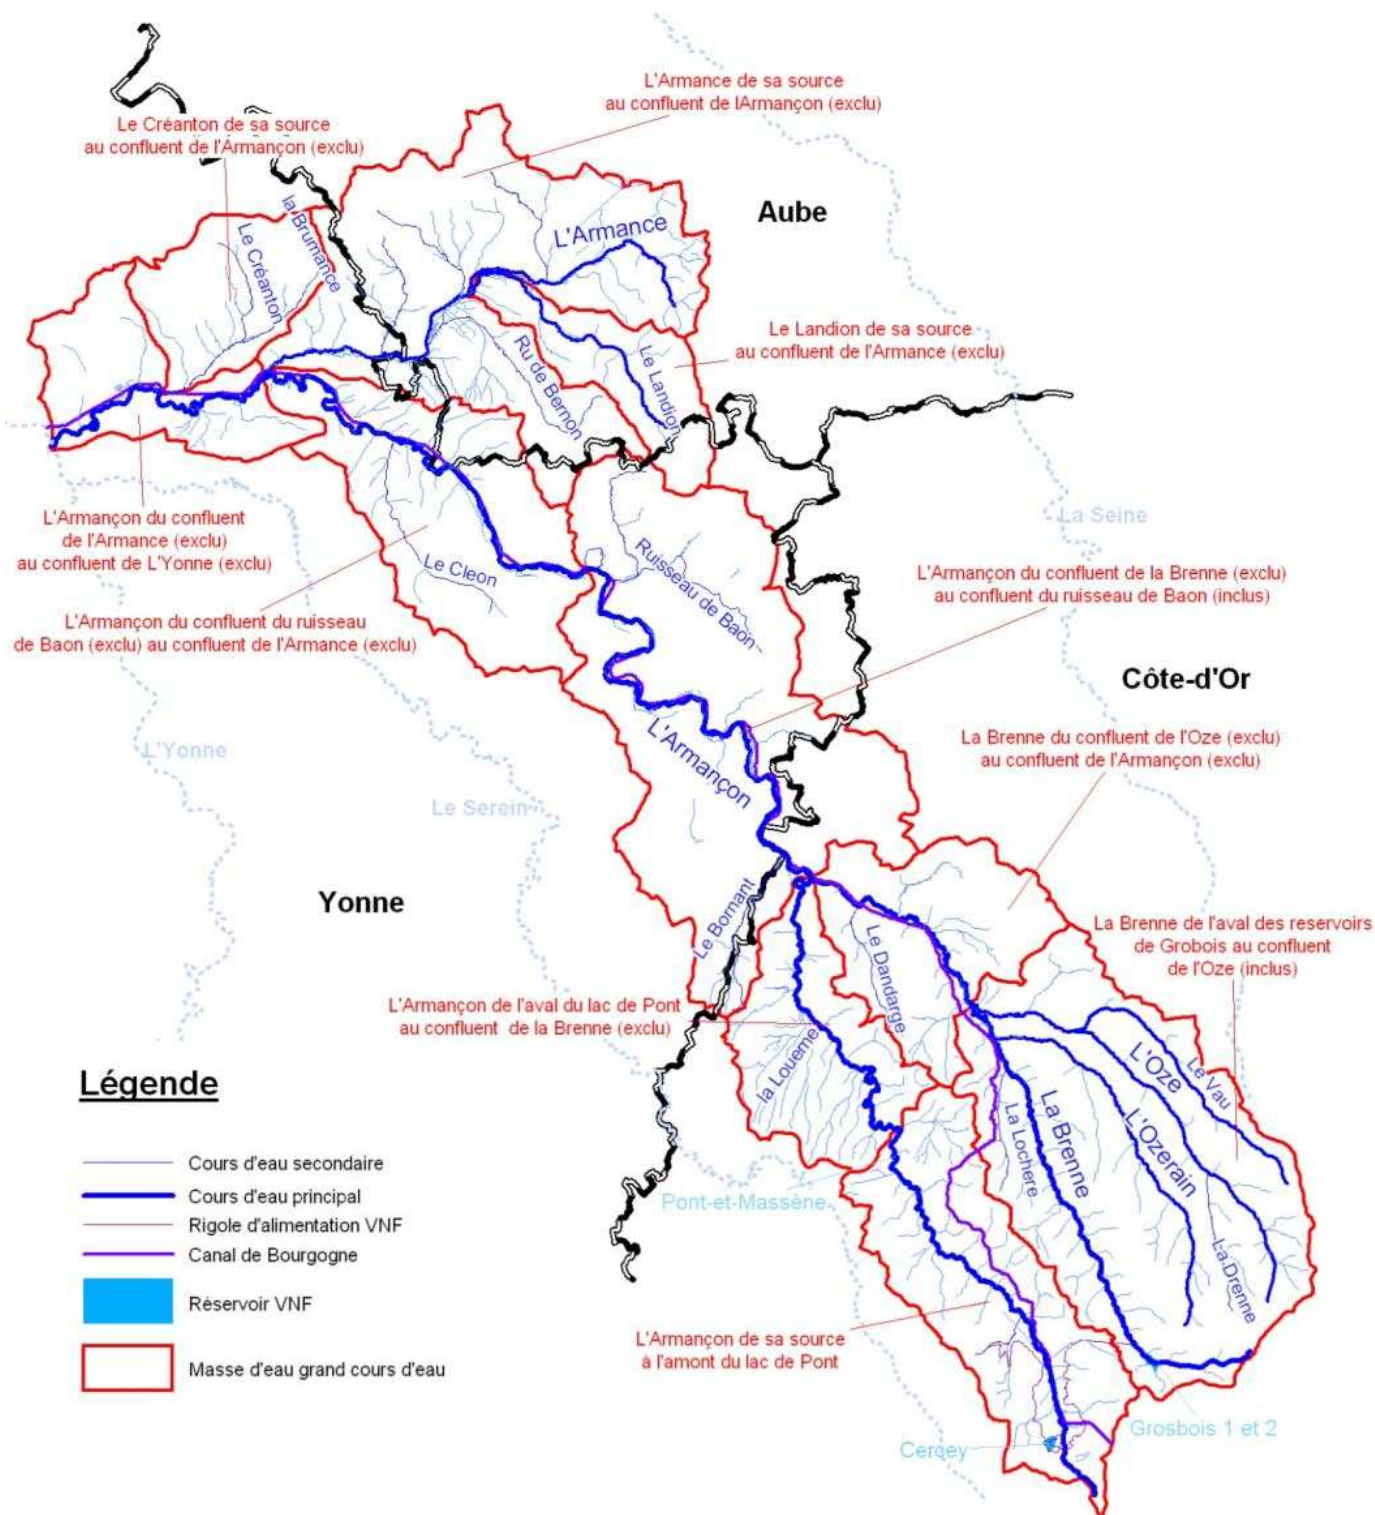 L'Armance de sa source
au confluent de lArmançon (exclu)
Le Créanton de sa source
au confluent de l'Armançon (exclu)
Aube
la Brumance
Le Créanton
L'Armance
Le Landion de sa source
au confluent de l'Armance (exclu)
Ru de Bernon
Le Landion
L'Armançon du confluent
de l'Armance (exclu)
au confluent de L'Yonne (exclu)
La Seine
Le Cleon
Ruisseau de Baon
L'Armançon du confluent de la Brenne (exclu)
au confluent du ruisseau de Baon (inclus)
L'Armançon du confluent du ruisseau
de Baon (exclu) au confluent de l'Armance (exclu)
Côte-d'Or
L'Yonne
L'Armançon
La Brenne du confluent de l'Oze (exclu)
au confluent de l'Armançon (exclu)
Le Serein
Yonne
Le Bornant
Le Dandarge
La Brenne de l'aval des reservoirs
de Grobois au confluent
de l'Oze (inclus)
L'Armançon de l'aval du lac de Pont
au confluent de la Brenne (exclu)
la Loueme
L'Oze
Le Vau
La Lochere
La Brenne
L'Ozerain
La Drenne
Pont-et-Massène
Légende
Cours d'eau secondaire
Cours d'eau principal
Rigole d'alimentation VNF
Canal de Bourgogne
Réservoir VNF
Masse d'eau grand cours d'eau
L'Armançon de sa source
à l'amont du lac de Pont
Grosbois 1 et 2
Cercey